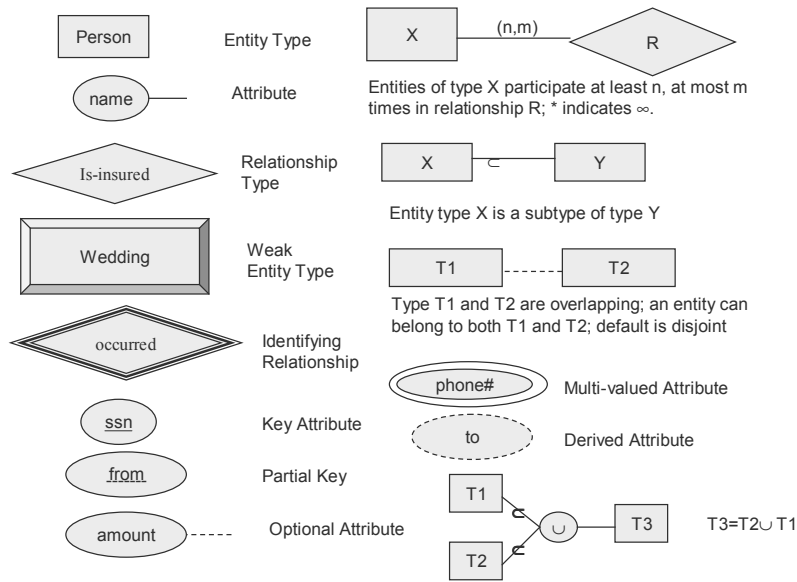 Person
Entity Type
name
Attribute
Is-insured
Relationship
Type
Wedding
Weak
Entity Type
occurred
Identifying
Relationship
ssn
Key Attribute
from
Partial Key
amount
Optional Attribute
X
(n,m)
R
Entities of type X participate at least n, at most m
times in relationship R; * indicates ∞.
X
⊂
Y
Entity type X is a subtype of type Y
T1
T2
Type T1 and T2 are overlapping; an entity can
belong to both T1 and T2; default is disjoint
phone#
Multi-valued Attribute
to
Derived Attribute
T1
⊂
∪
T3
T3=T2∪ T1
T2
⊂